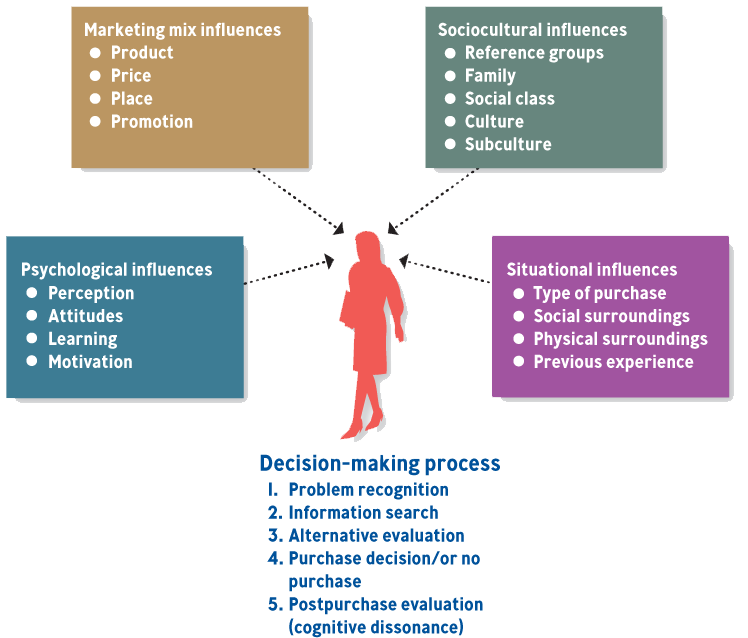 Marketing mix influences
● Product
● Price
● Place
● Promotion
Sociocultural influences
● Reference groups
● Family
● Social class
● Culture
● Subculture
Psychological influences
● Perception
● Attitudes
● Learning
● Motivation
Situational influences
● Type of purchase
● Social surroundings
● Physical surroundings
● Previous experience
Decision-making process
1. Problem recognition
2. Information search
3. Alternative evaluation
4. Purchase decision/or no
purchase
5. Postpurchase evaluation
(cognitive dissonance)